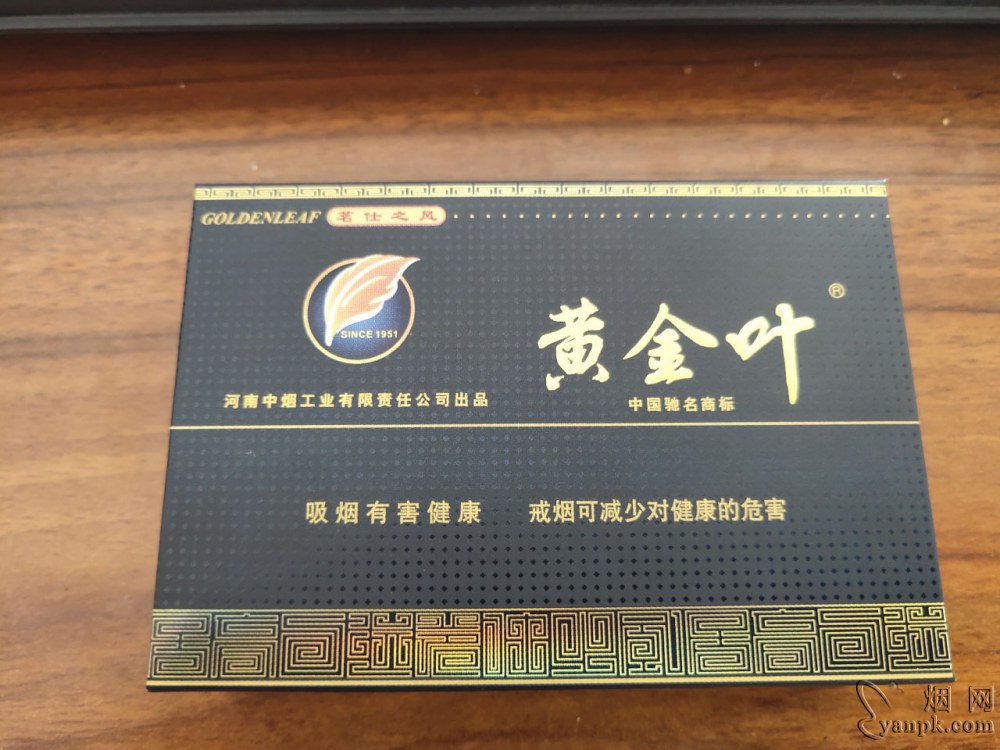 GOLDENLEAF 茗仕之风
SINCE 1951
黄金叶®
河南中烟工业有限责任公司出品
中国驰名商标
吸烟有害健康 戒烟可减少对健康的危害
烟网
yanpk.com